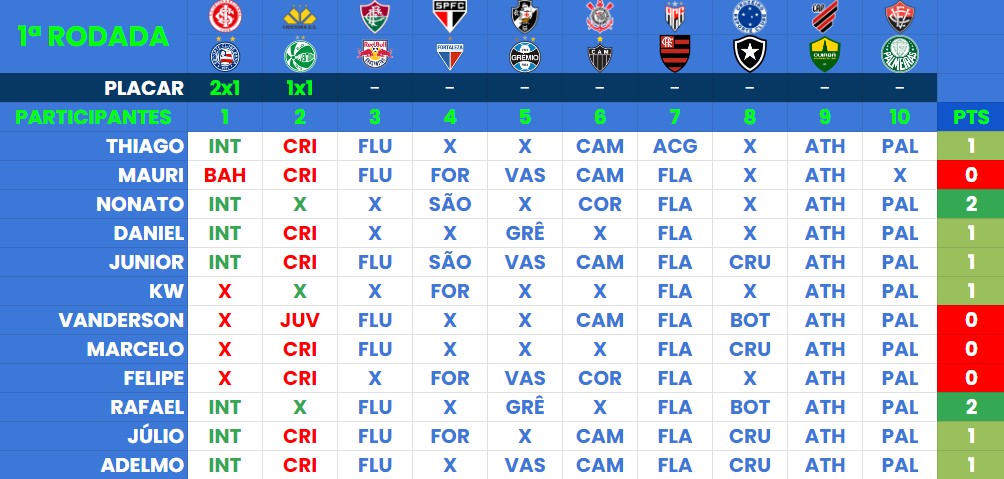 1ª RODADA
SPFC
FORTALEZA
GRÊMIO
CAM
PLACAR 2x1 1x1 - - - - - - - -
PARTICIPANTES 1 2 3 4 5 6 7 8 9 10 PTS
THIAGO INT CRI FLU X X CAM ACG X ATH PAL 1
MAURI BAH CRI FLU FOR VAS CAM FLA X ATH X 0
NONATO INT X X SÃO X COR FLA X ATH PAL 2
DANIEL INT CRI X X GRÊ X FLA X ATH PAL 1
JUNIOR INT CRI FLU SÃO VAS CAM FLA CRU ATH PAL 1
KW X X X FOR X X FLA X ATH PAL 1
VANDERSON X JUV FLU X X CAM FLA BOT ATH PAL 0
MARCELO X CRI FLU X X X FLA CRU ATH PAL 0
FELIPE X CRI X FOR VAS COR FLA X ATH PAL 0
RAFAEL INT X FLU X GRÊ X FLA BOT ATH PAL 2
JÚLIO INT CRI FLU FOR X CAM FLA CRU ATH PAL 1
ADELMO INT CRI FLU X VAS CAM FLA CRU ATH PAL 1